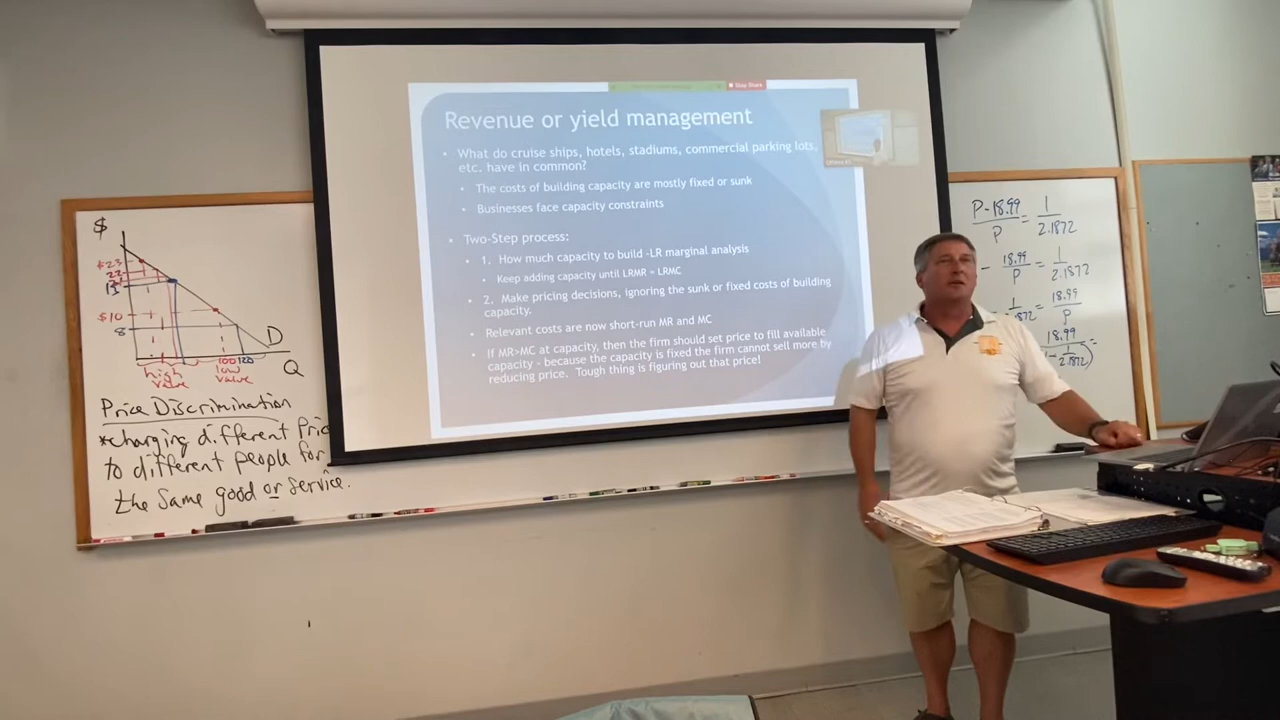 Stop Share
Revenue or yield management
• What do cruise ships, hotels, stadiums, commercial parking lots,
etc. have in common?
• The costs of building capacity are mostly fixed or sunk
• Businesses face capacity constraints
• Two-Step process:
• 1. How much capacity to build -LR marginal analysis
• Keep adding capacity until LRMR = LRMC
• 2. Make pricing decisions, ignoring the sunk or fixed costs of building
capacity.
• Relevant costs are now short-run MR and MC
• If MR>MC at capacity, then the firm should set price to fill available
capacity - because the capacity is fixed the firm cannot sell more by
reducing price. Tough thing is figuring out that price!
$
$23
22
$10
8
D
100 120
Q
high low
value value
Price Discrimination
*charging different Pric
to different people for
the Same good or Service.
P-18.99 / P = 1 / 2.1872
- 18.99 / P = 1 / 2.1872
18.99 / P
18.99